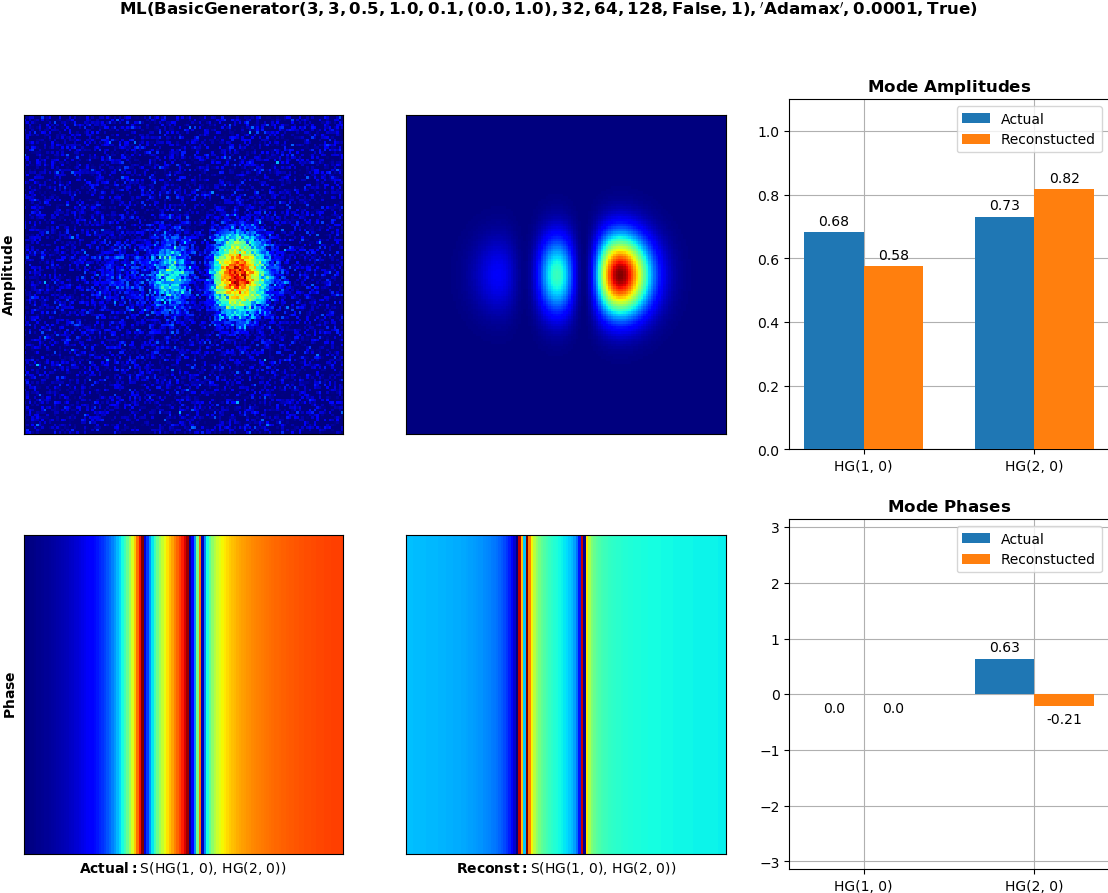 ML(BasicGenerator(3, 3, 0.5, 1.0, 0.1, (0.0, 1.0), 32, 64, 128, False, 1), ′Adamax′, 0.0001, True)
Amplitude
Mode Amplitudes
Actual
Reconstucted
1.0
0.8
0.6
0.4
0.2
0.0
0.68
0.58
0.73
0.82
HG(1, 0)
HG(2, 0)
Phase
Actual:S(HG(1, 0), HG(2, 0))
Reconst:S(HG(1, 0), HG(2, 0))
Mode Phases
Actual
Reconstucted
3
2
1
0
−1
−2
−3
0.0
0.0
0.63
-0.21
HG(1, 0)
HG(2, 0)